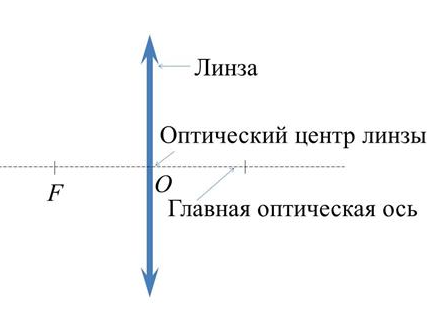 Линза
Оптический центр линзы
F
O
Главная оптическая ось